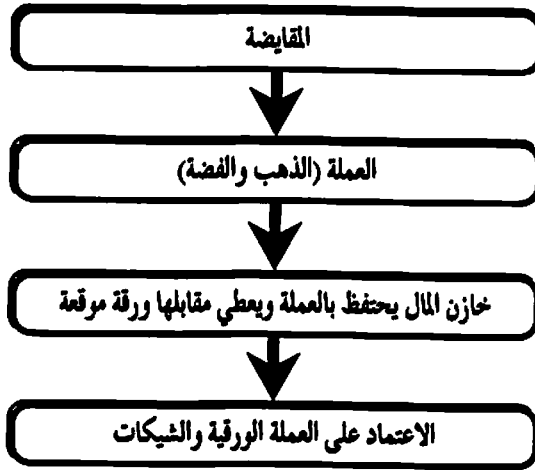 المقايضة
العملة (الذهب والفضة)
خازن المال يحتفظ بالعملة ويعطي مقابلها ورقة موقعة
الاعتماد على العملة الورقية والشيكات